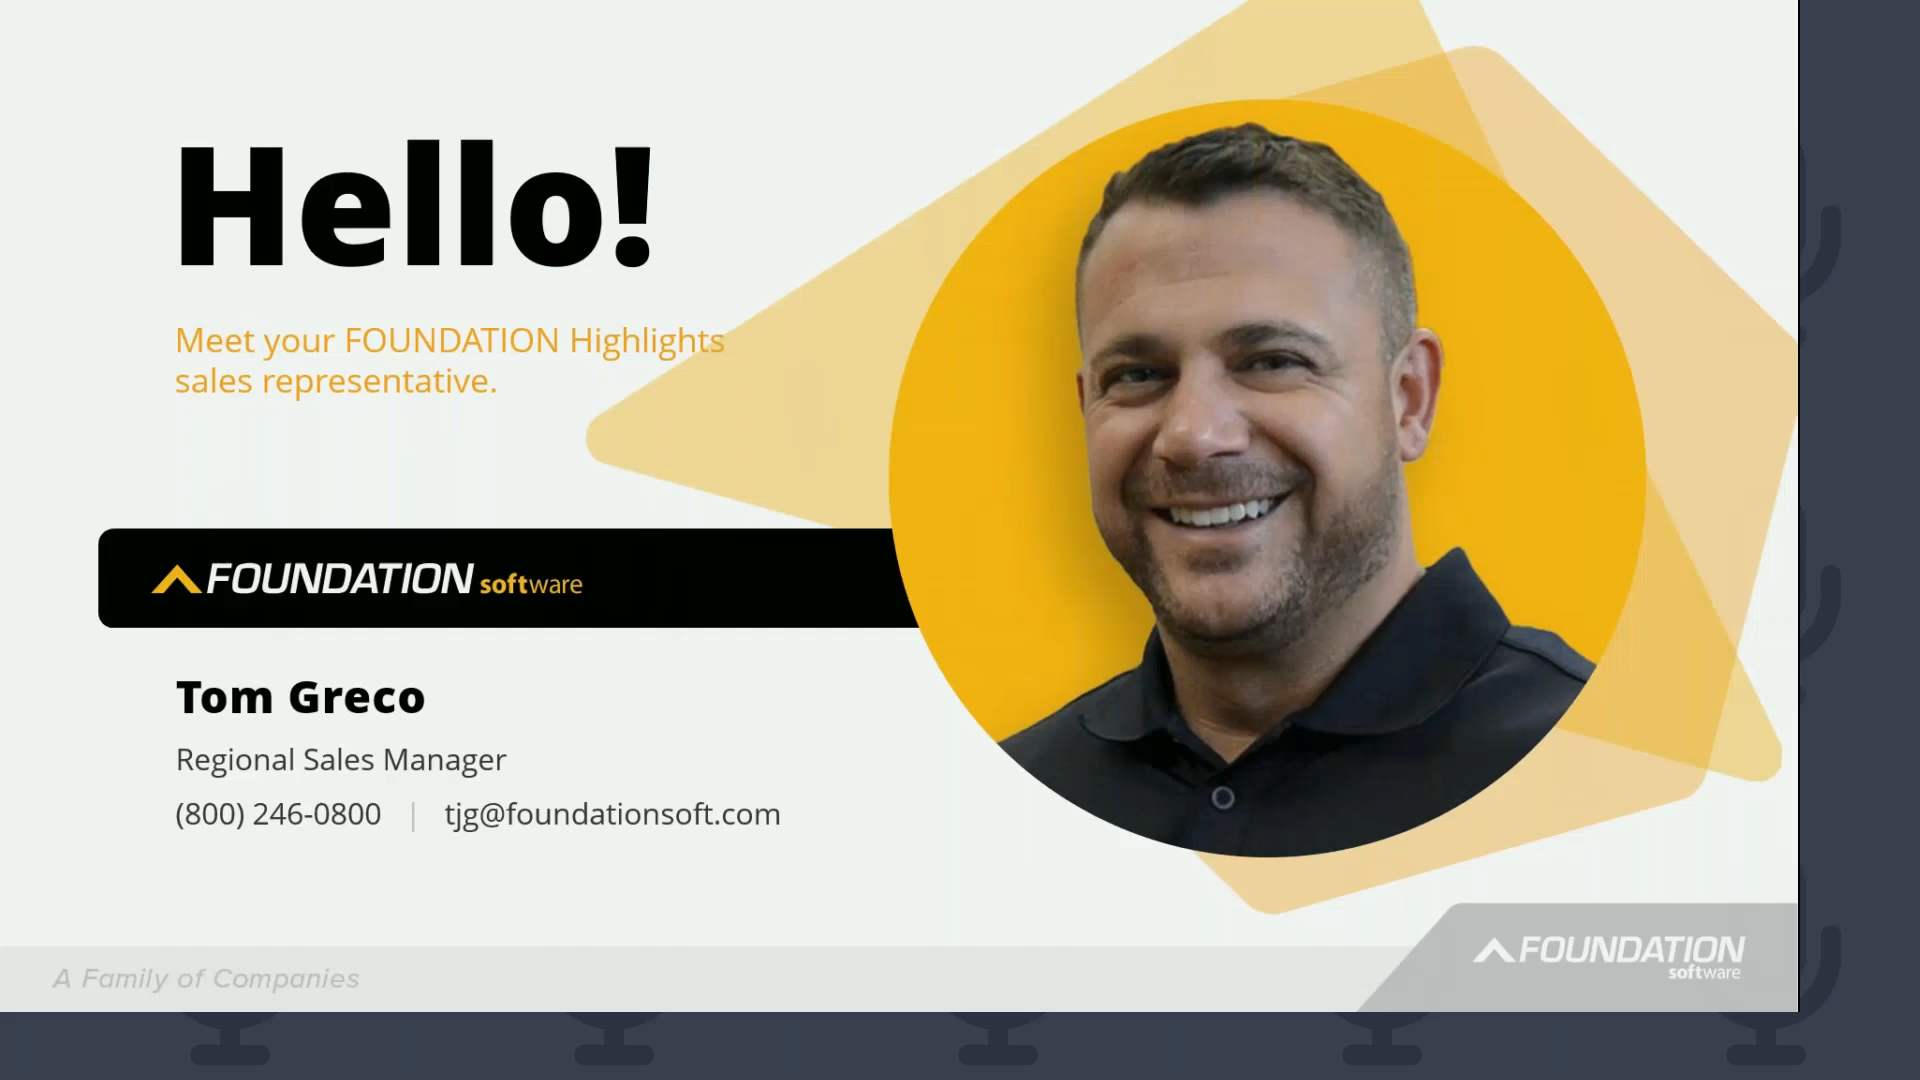 Hello!
Meet your FOUNDATION Highlights
sales representative.
FOUNDATION software
Tom Greco
Regional Sales Manager
(800) 246-0800 | tjg@foundationsoft.com
A Family of Companies
FOUNDATION
software